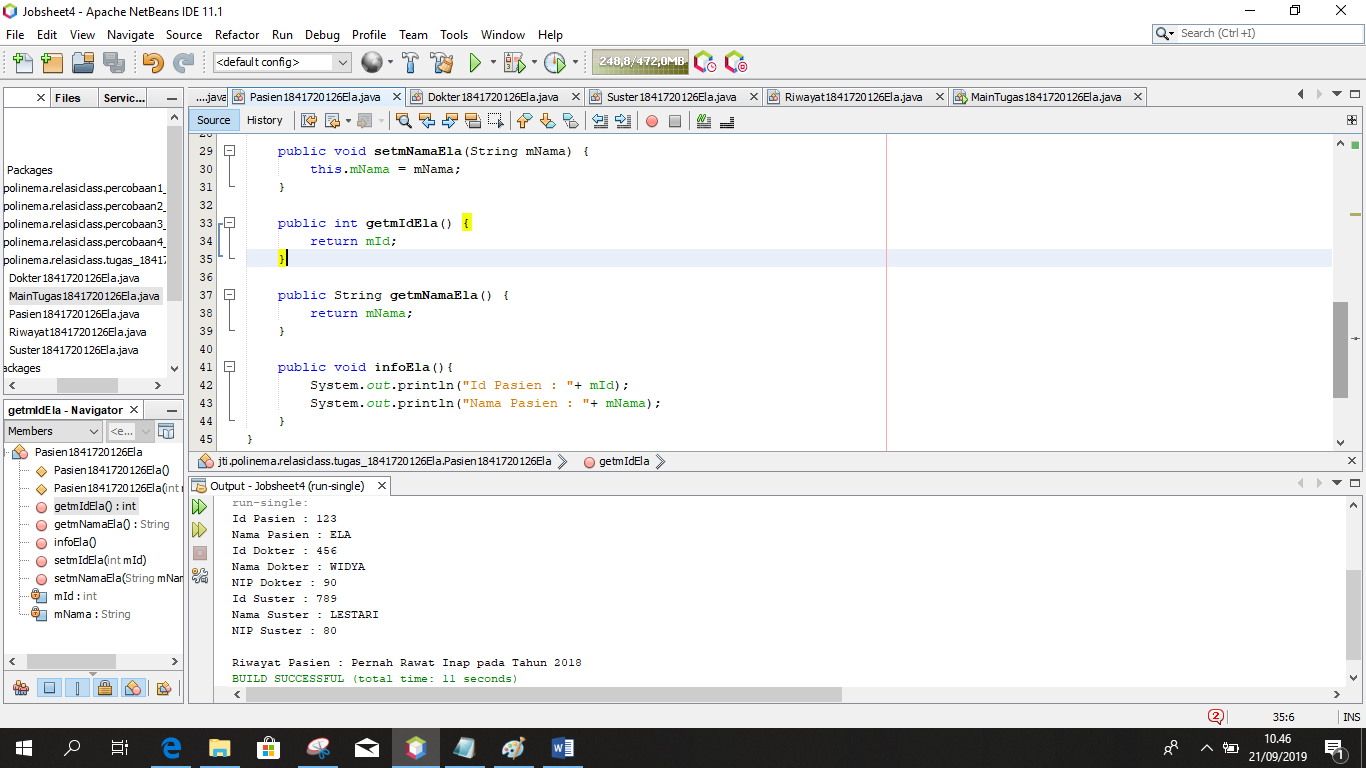 Jobsheet4 - Apache NetBeans IDE 11.1
File Edit View Navigate Source Refactor Run Debug Profile Team Tools Window Help
Search (Ctrl+I)
<default config>
248,8/472,0MB
Files Servic...
....java Pasien1841720126Ela.java Dokter1841720126Ela.java Suster1841720126Ela.java Riwayat1841720126Ela.java MainTugas1841720126Ela.java
Source History
Packages
polinema.relasiclass.percobaan1_
polinema.relasiclass.percobaan2_
polinema.relasiclass.percobaan3_
polinema.relasiclass.percobaan4_
polinema.relasiclass.tugas_1841
Dokter1841720126Ela.java
MainTugas1841720126Ela.java
Pasien1841720126Ela.java
Riwayat1841720126Ela.java
Suster1841720126Ela.java
ackages
28
29 public void setmNamaEla(String mNama) {
30 this.mNama = mNama;
31 }
32
33 public int getmIdEla() {
34 return mId;
35 }
36
37 public String getmNamaEla() {
38 return mNama;
39 }
40
41 public void infoEla(){
42 System.out.println("Id Pasien : "+ mId);
43 System.out.println("Nama Pasien : "+ mNama);
44 }
45 }
jti.polinema.relasiclass.tugas_1841720126Ela.Pasien1841720126Ela getmIdEla
getmIdEla - Navigator
Members <e...
Pasien1841720126Ela
Pasien1841720126Ela()
Pasien1841720126Ela(int
getmIdEla() : int
getmNamaEla() : String
infoEla()
setmIdEla(int mId)
setmNamaEla(String mNam
mId : int
mNama : String
Output - Jobsheet4 (run-single)
run-single:
Id Pasien : 123
Nama Pasien : ELA
Id Dokter : 456
Nama Dokter : WIDYA
NIP Dokter : 90
Id Suster : 789
Nama Suster : LESTARI
NIP Suster : 80
Riwayat Pasien : Pernah Rawat Inap pada Tahun 2018
BUILD SUCCESSFUL (total time: 11 seconds)
2 35:6 INS
10.46
21/09/2019
1